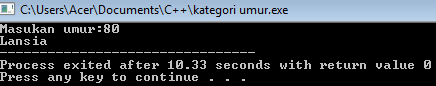 C:\Users\Acer\Documents\C++\kategori umur.exe
Masukan umur:80
Lansia
--------------------------------
Process exited after 10.33 seconds with return value 0
Press any key to continue . . .